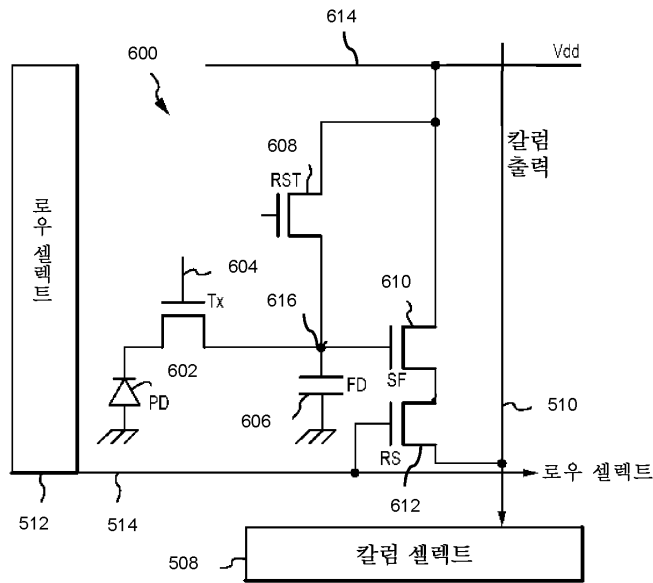 614
600
Vdd
608
칼럼
출력
RST
로우 셀렉트
604
610
616
Tx
602
FD
SF
PD
606
510
RS
로우 셀렉트
512
514
612
508
칼럼 셀렉트